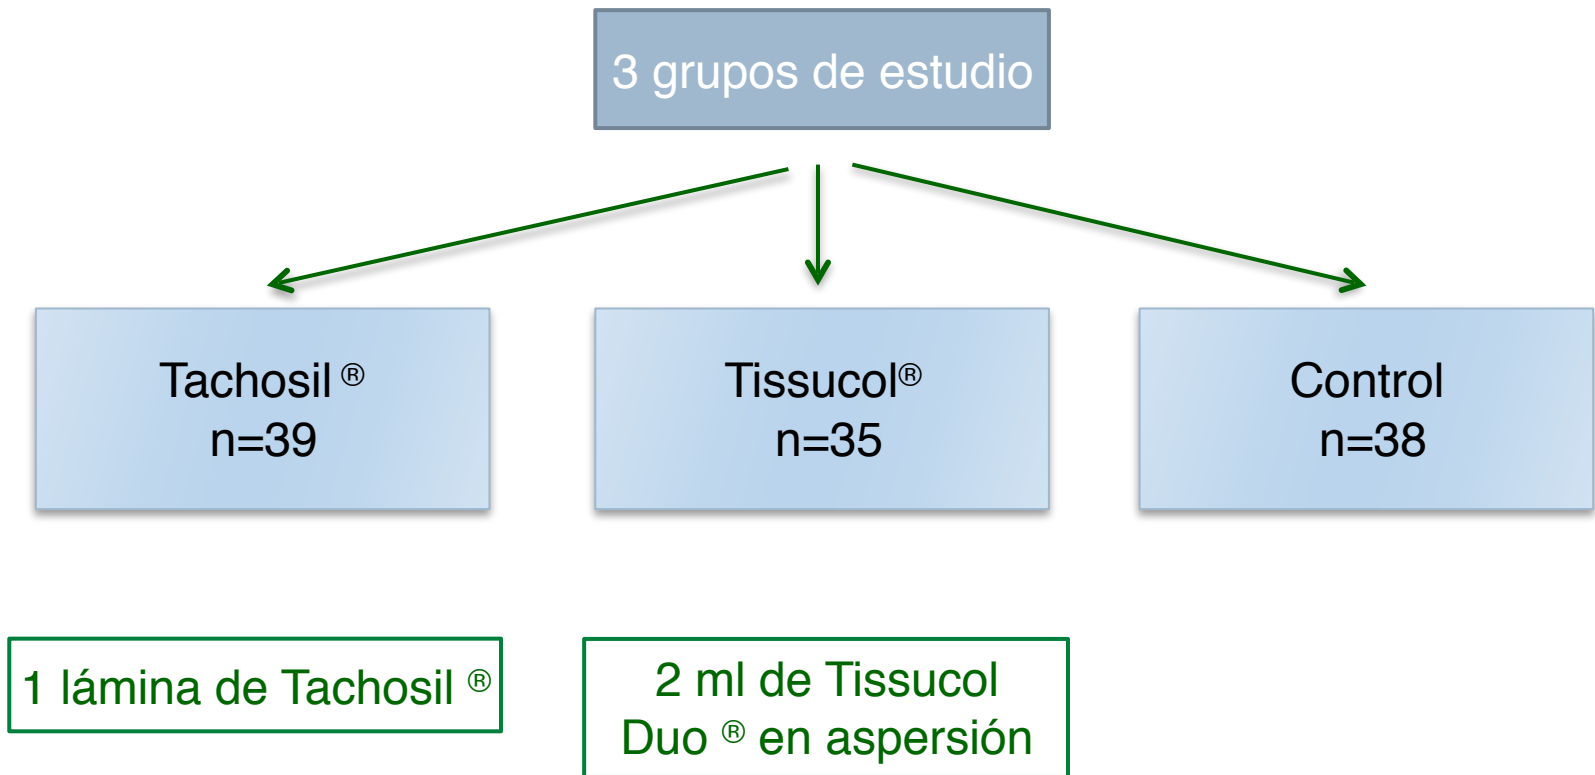 3 grupos de estudio
Tachosil ®
n=39
Tissucol®
n=35
Control
n=38
1 lámina de Tachosil ®
2 ml de Tissucol
Duo ® en aspersión